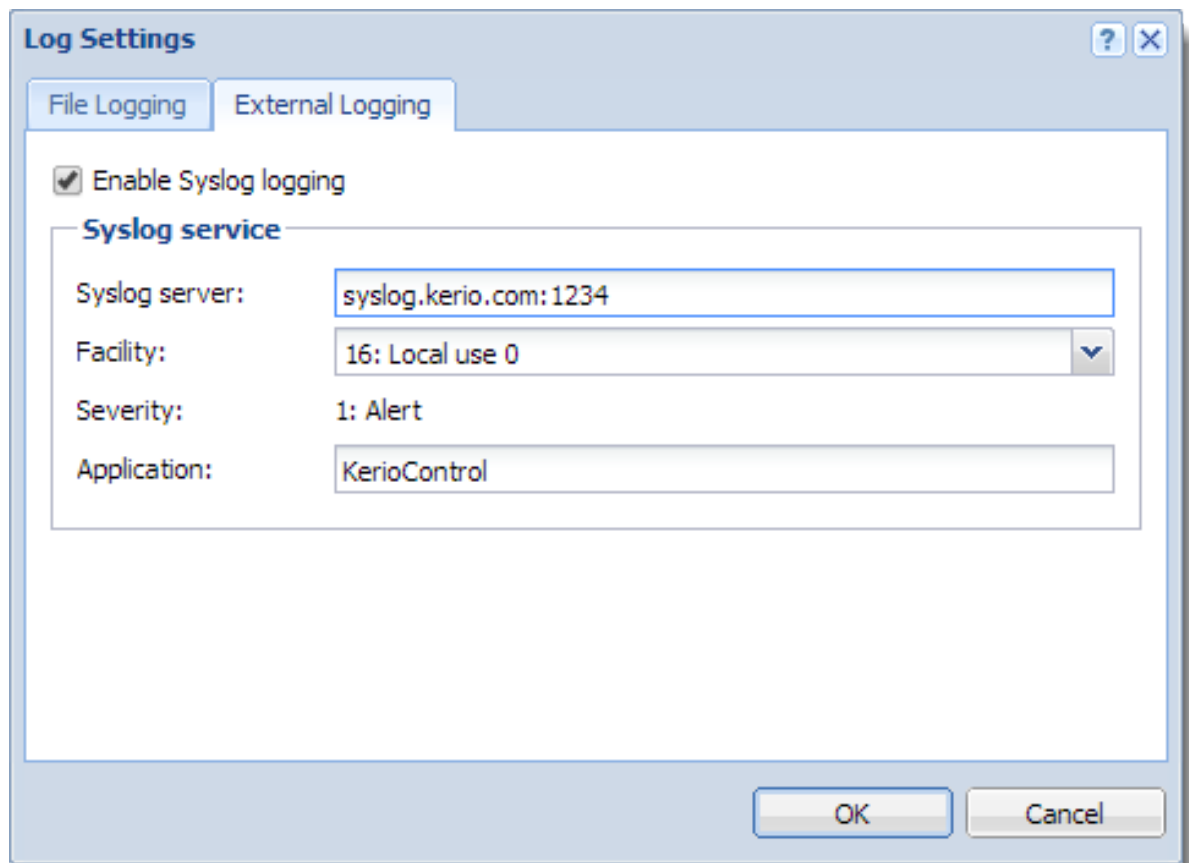 Log Settings
?
File Logging External Logging
Enable Syslog logging
Syslog service
Syslog server: syslog.kerio.com:1234
Facility: 16: Local use 0
Severity: 1: Alert
Application: KerioControl
OK Cancel